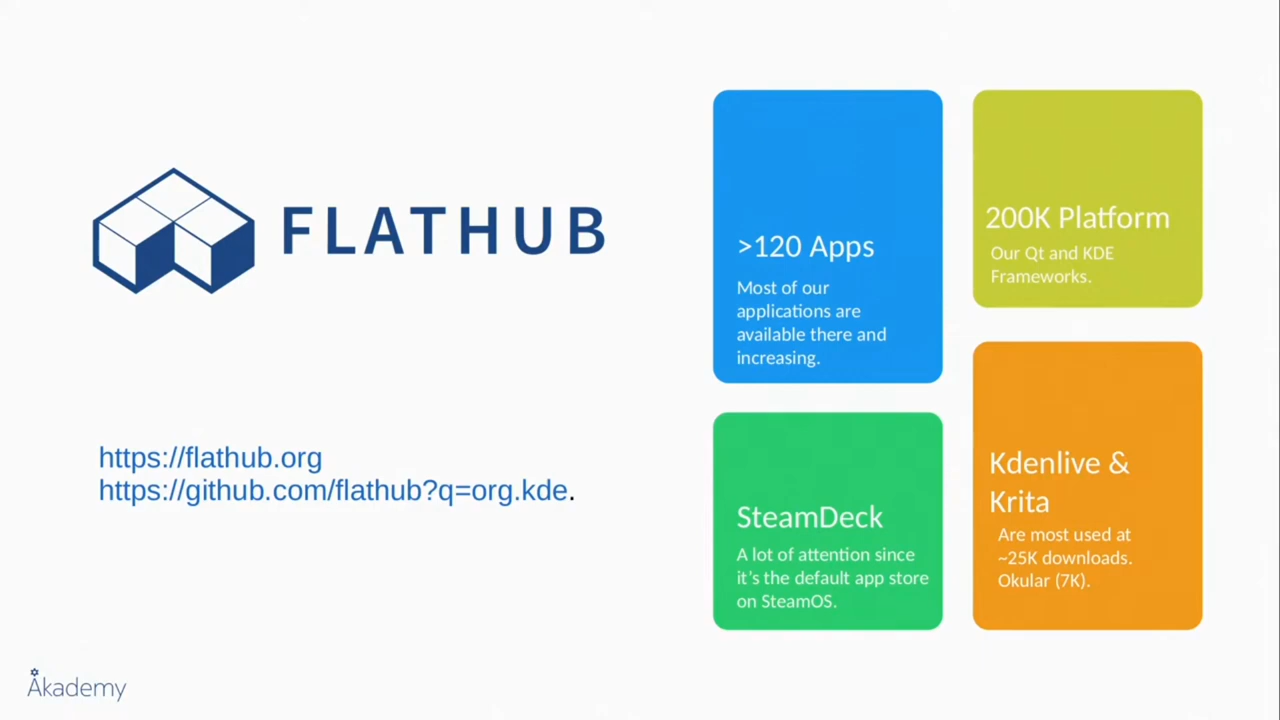 FLATHUB
https://flathub.org
https://github.com/flathub?q=org.kde.
>120 Apps
Most of our
applications are
available there and
increasing.
200K Platform
Our Qt and KDE
Frameworks.
SteamDeck
A lot of attention since
it's the default app store
on SteamOS.
Kdenlive &
Krita
Are most used at
~25K downloads.
Okular (7K).
Akademy